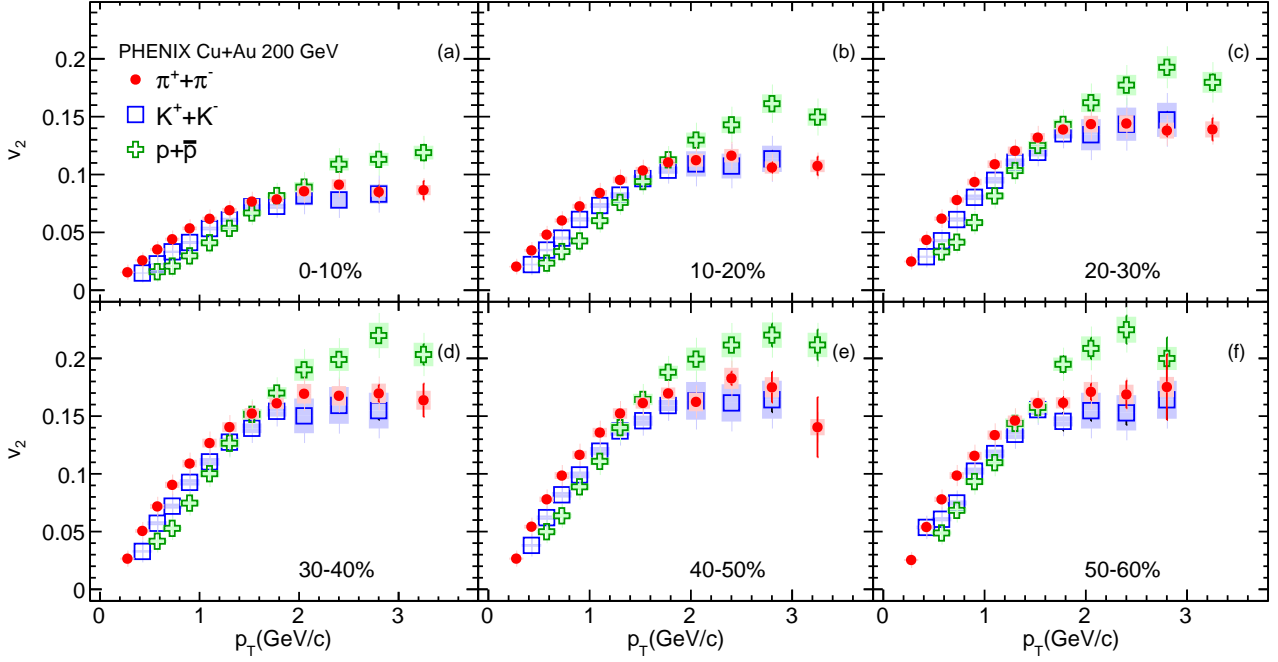 (a)
PHENIX Cu+Au 200 GeV
π⁺+π⁻
K⁺+K⁻
p+p̅
0-10%
(b)
10-20%
(c)
20-30%
0.2
0.15
0.1
0.05
0
v₂
(d)
30-40%
(e)
40-50%
(f)
50-60%
0.2
0.15
0.1
0.05
0
v₂
0 1 2 3
0 1 2 3
0 1 2 3
p_T(GeV/c)
p_T(GeV/c)
p_T(GeV/c)